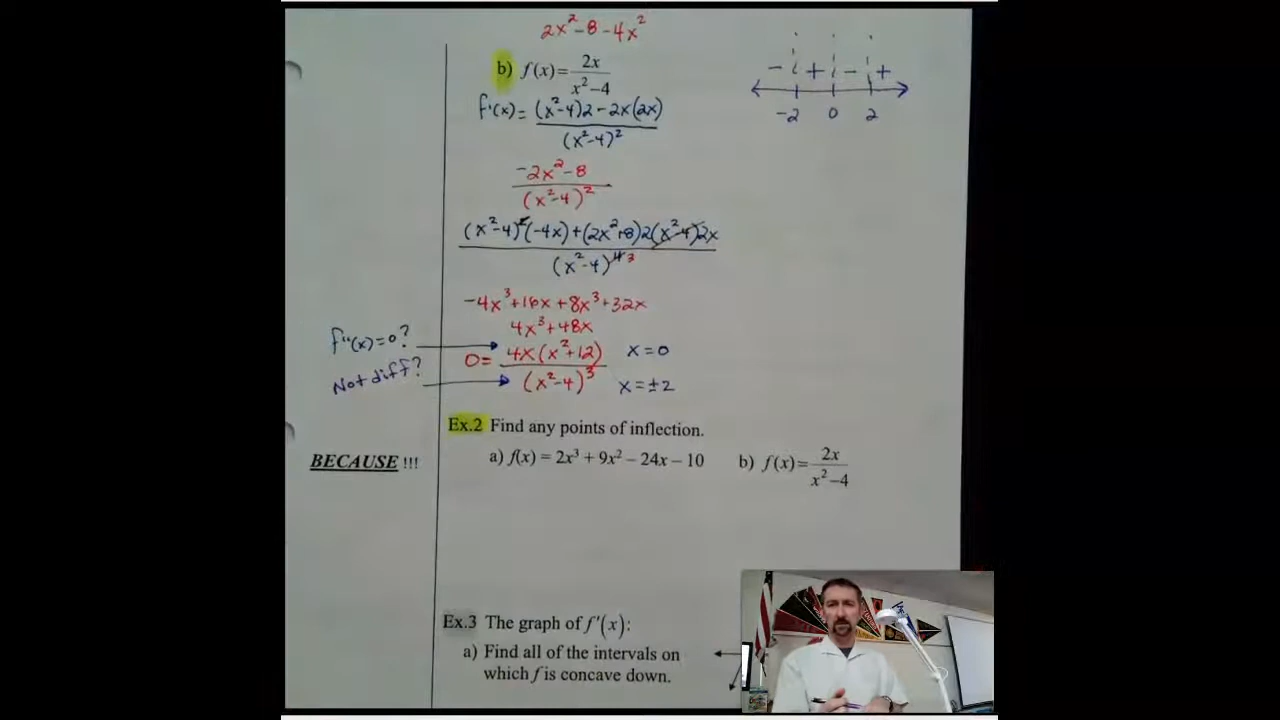 2x²-8-4x²
b) f(x)= 2x / x²-4
- + - +
-2 0 2
f'(x)= (x²-4)2-2x(2x) / (x²-4)²
-2x²-8 / (x²-4)²
(x²-4)²(-4x)+(2x²+8)2(x²-4)2x / (x²-4)⁴ ³
-4x³+16x+8x³+32x
4x³+48x
f''(x)=0?
0= 4x(x²+12) / (x²-4)³ x=0
Not diff? x=±2
Ex.2 Find any points of inflection.
BECAUSE !!!
a) f(x) = 2x³ + 9x² – 24x – 10 b) f(x)= 2x / x²-4
Ex.3 The graph of f'(x):
a) Find all of the intervals on
which f is concave down.